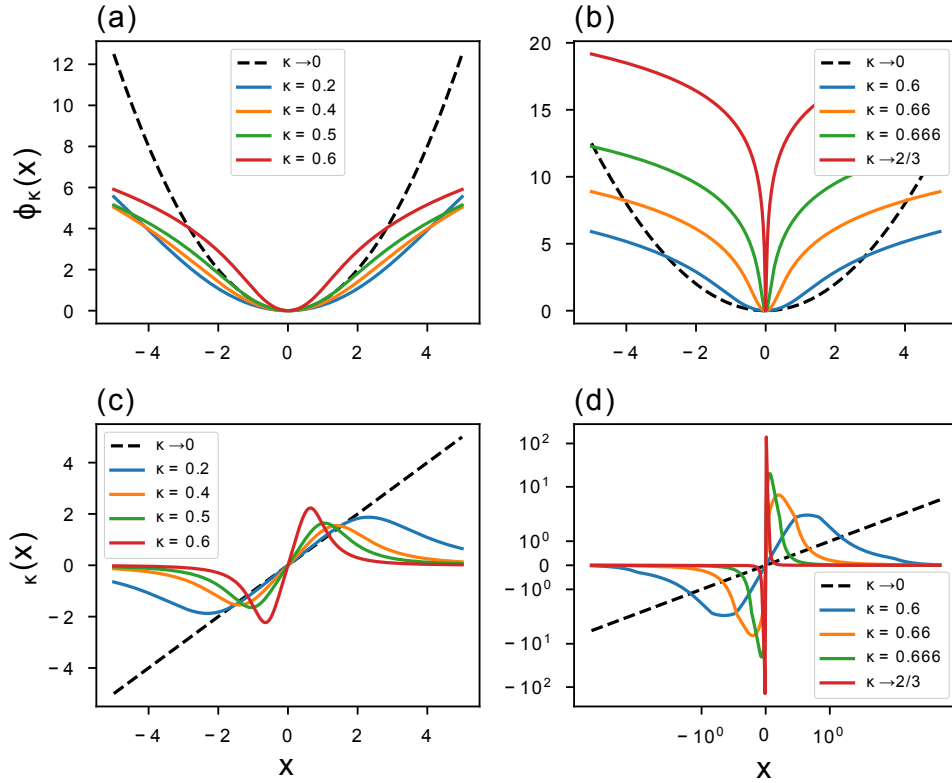 (a)
12
10
8
6
4
2
0
ϕκ(x)
− 4
− 2
0
2
4
κ →0
κ = 0.2
κ = 0.4
κ = 0.5
κ = 0.6
(b)
20
15
10
5
0
− 4
− 2
0
2
4
κ →0
κ = 0.6
κ = 0.66
κ = 0.666
κ →2/3
(c)
4
2
0
− 2
− 4
κ(x)
− 4
− 2
0
2
4
x
κ →0
κ = 0.2
κ = 0.4
κ = 0.5
κ = 0.6
(d)
10²
10¹
10⁰
0
− 10⁰
− 10¹
− 10²
− 10⁰
0
10⁰
x
κ →0
κ = 0.6
κ = 0.66
κ = 0.666
κ →2/3